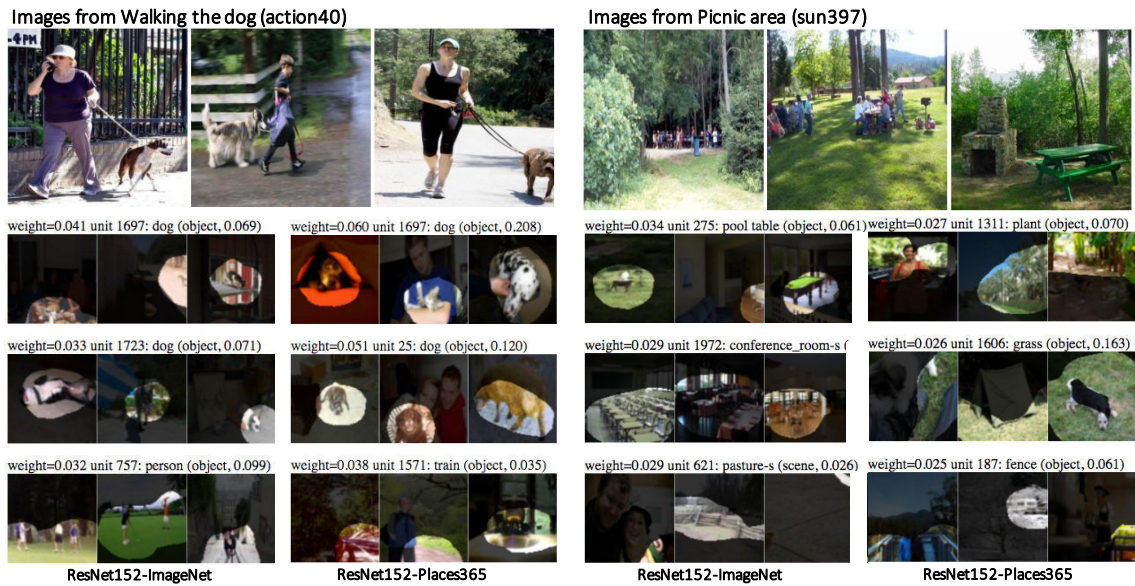 Images from Walking the dog (action40)
Images from Picnic area (sun397)
4PM
weight=0.041 unit 1697: dog (object, 0.069)
weight=0.060 unit 1697: dog (object, 0.208)
weight=0.034 unit 275: pool table (object, 0.061)
weight=0.027 unit 1311: plant (object, 0.070)
weight=0.033 unit 1723: dog (object, 0.071)
weight=0.051 unit 25: dog (object, 0.120)
weight=0.029 unit 1972: conference_room-s (
weight=0.026 unit 1606: grass (object, 0.163)
weight=0.032 unit 757: person (object, 0.099)
weight=0.038 unit 1571: train (object, 0.035)
weight=0.029 unit 621: pasture-s (scene, 0.026)
weight=0.025 unit 187: fence (object, 0.061)
ResNet152-ImageNet
ResNet152-Places365
ResNet152-ImageNet
ResNet152-Places365